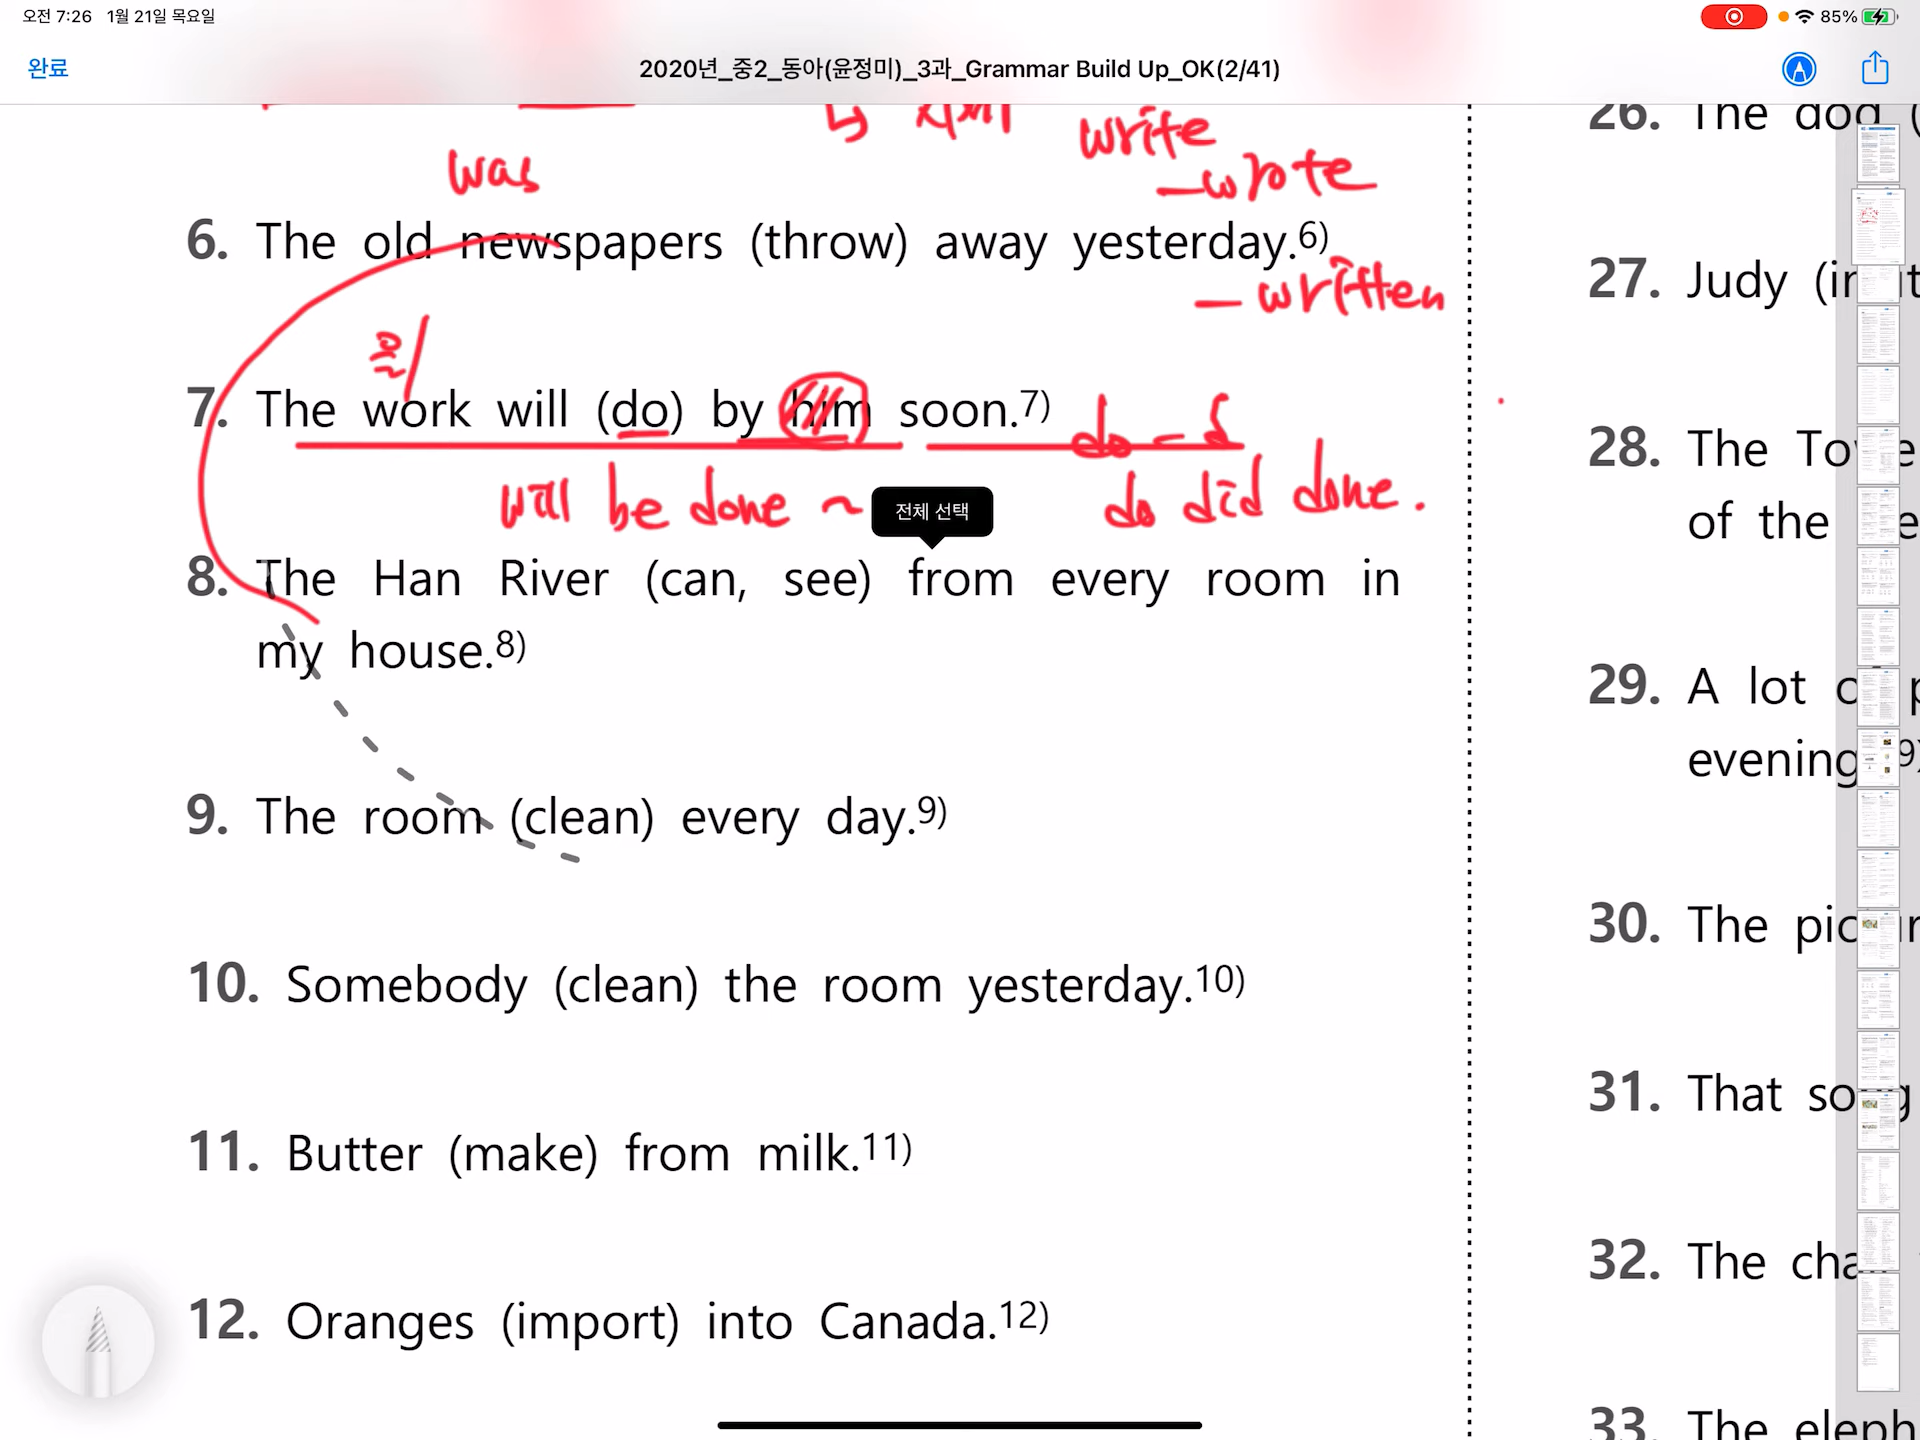 오전 7:26 1월 21일 목요일
85%
완료
2020년_중2_동아(윤정미)_3과_Grammar Build Up_OK(2/41)
write
was
-wrote
6. The old newspapers (throw) away yesterday.6)
-written
7. The work will (do) by him soon.7)
do - d
will be done ~
do did done.
전체 선택
8. The Han River (can, see) from every room in
my house.8)
9. The room (clean) every day.9)
10. Somebody (clean) the room yesterday.10)
11. Butter (make) from milk.11)
12. Oranges (import) into Canada.12)
26. The dog (
27. Judy (
28. The
of the
29. A lot
evening
30. The
31. That
32. The
33. The